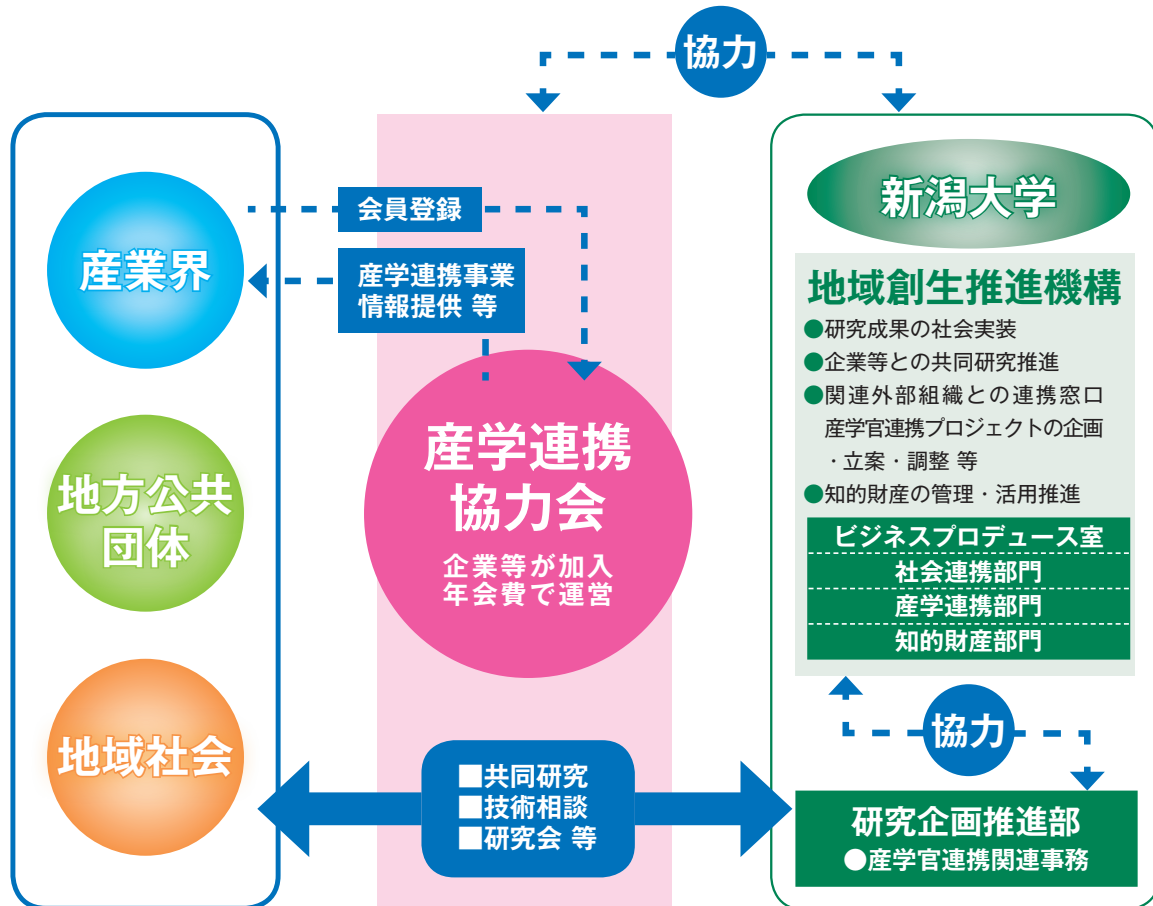 協力
産業界
地方公共
団体
地域社会
会員登録
産学連携事業
情報提供 等
産学連携
協力会
企業等が加入
年会費で運営
■共同研究
■技術相談
■研究会 等
新潟大学
地域創生推進機構
●研究成果の社会実装
●企業等との共同研究推進
●関連外部組織との連携窓口
産学官連携プロジェクトの企画
・立案・調整 等
●知的財産の管理・活用推進
ビジネスプロデュース室
社会連携部門
産学連携部門
知的財産部門
協力
研究企画推進部
●産学官連携関連事務